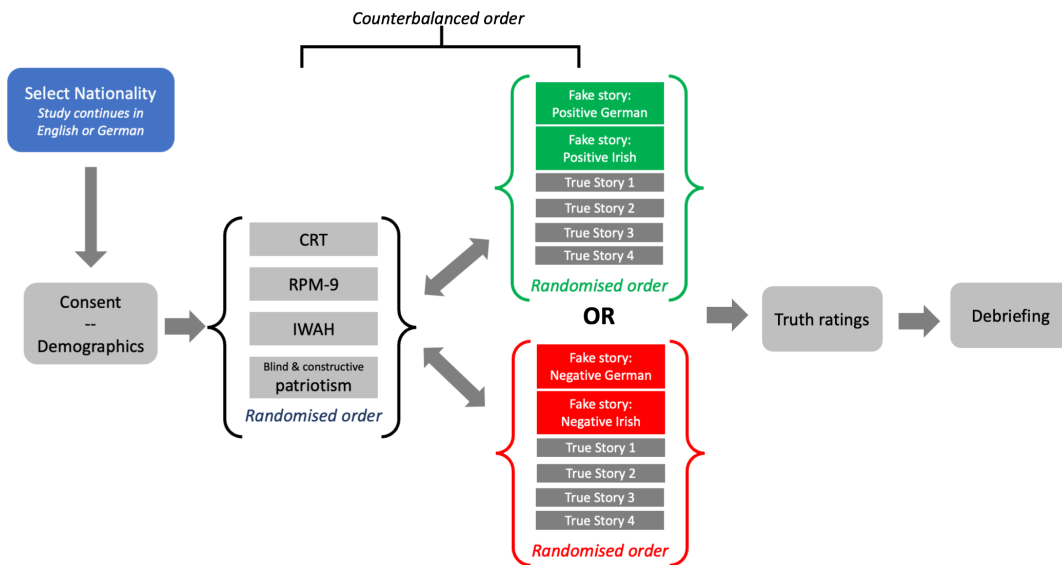 Counterbalanced order
Select Nationality
Study continues in
English or German
Consent
--
Demographics
CRT
RPM-9
IWAH
Blind & constructive
patriotism
Randomised order
Fake story:
Positive German
Fake story:
Positive Irish
True Story 1
True Story 2
True Story 3
True Story 4
Randomised order
OR
Fake story:
Negative German
Fake story:
Negative Irish
True Story 1
True Story 2
True Story 3
True Story 4
Randomised order
Truth ratings
Debriefing